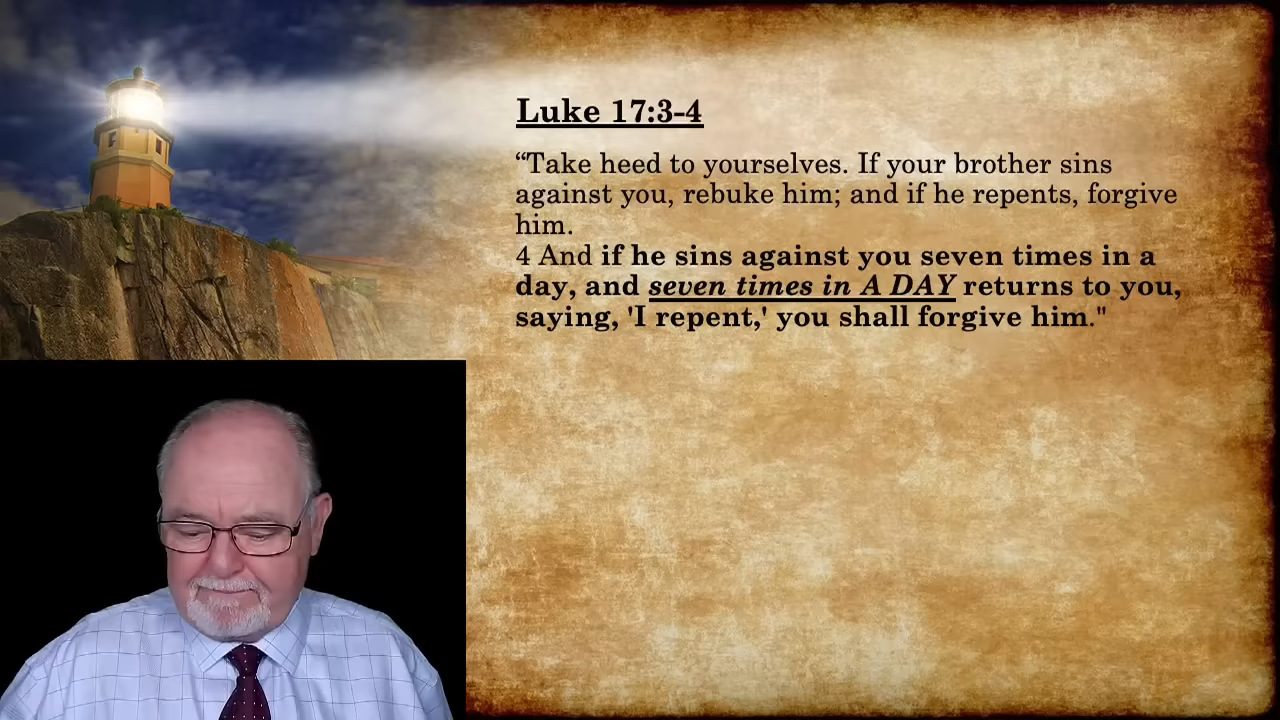 Luke 17:3-4
“Take heed to yourselves. If your brother sins
against you, rebuke him; and if he repents, forgive
him.
4 And if he sins against you seven times in a
day, and seven times in A DAY returns to you,
saying, 'I repent,' you shall forgive him."